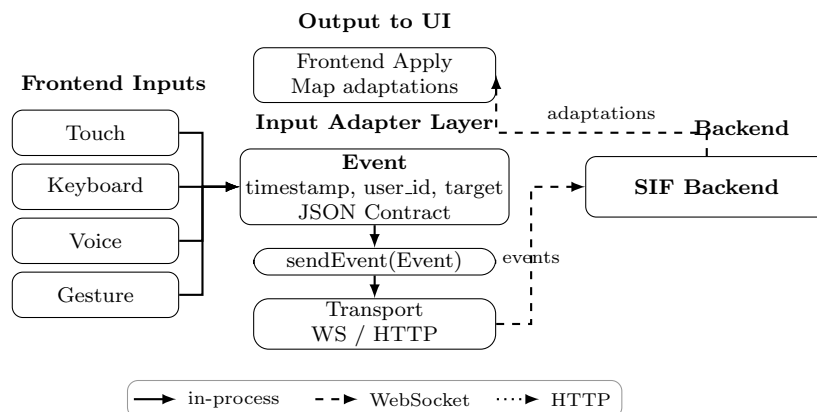 Output to UI
Frontend Apply
Map adaptations
Frontend Inputs
Touch
Keyboard
Voice
Gesture
Input Adapter Layer
Event
timestamp, user_id, target
JSON Contract
sendEvent(Event)
Transport
WS / HTTP
events
adaptations
Backend
SIF Backend
in-process
WebSocket
HTTP